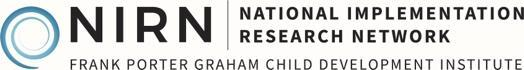 NIRN
NATIONAL IMPLEMENTATION
RESEARCH NETWORK
FRANK PORTER GRAHAM CHILD DEVELOPMENT INSTITUTE